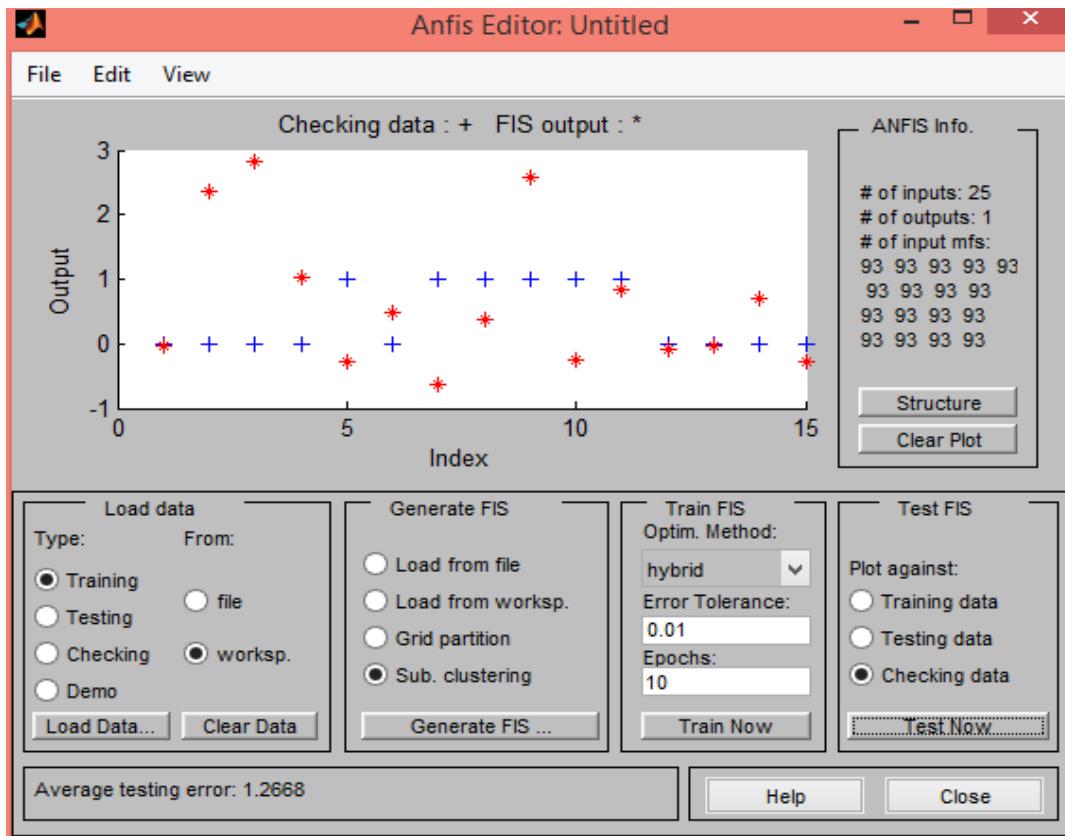 Anfis Editor: Untitled
File Edit View
Checking data : + FIS output : *
3
2
1
0
-1
Output
0 5 10 15
Index
ANFIS Info.
# of inputs: 25
# of outputs: 1
# of input mfs:
93 93 93 93 93
93 93 93 93
93 93 93 93
93 93 93 93
Structure
Clear Plot
Load data
Type: From:
Training
Testing
Checking
Demo
file
worksp.
Load Data... Clear Data
Generate FIS
Load from file
Load from worksp.
Grid partition
Sub. clustering
Generate FIS ...
Train FIS
Optim. Method:
hybrid
Error Tolerance:
0.01
Epochs:
10
Train Now
Test FIS
Plot against:
Training data
Testing data
Checking data
Test Now
Average testing error: 1.2668
Help Close